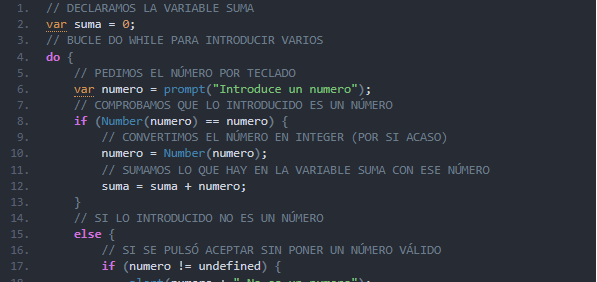 1. // DECLARAMOS LA VARIABLE SUMA
2. var suma = 0;
3. // BUCLE DO WHILE PARA INTRODUCIR VARIOS
4. do {
5. // PEDIMOS EL NÚMERO POR TECLADO
6. var numero = prompt("Introduce un numero");
7. // COMPROBAMOS QUE LO INTRODUCIDO ES UN NÚMERO
8. if (Number(numero) == numero) {
9. // CONVERTIMOS EL NÚMERO EN INTEGER (POR SI ACASO)
10. numero = Number(numero);
11. // SUMAMOS LO QUE HAY EN LA VARIABLE SUMA CON ESE NÚMERO
12. suma = suma + numero;
13. }
14. // SI LO INTRODUCIDO NO ES UN NÚMERO
15. else {
16. // SI SE PULSÓ ACEPTAR SIN PONER UN NÚMERO VÁLIDO
17. if (numero != undefined) {